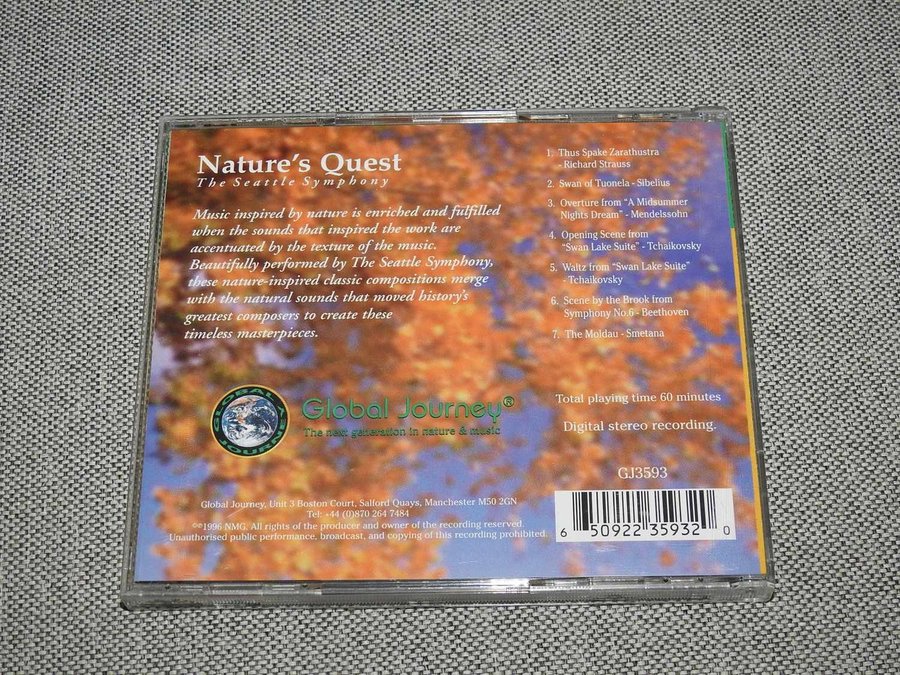 Nature's Quest
The Seattle Symphony
Music inspired by nature is enriched and fulfilled
when the sounds that inspired the work are
accentuated by the texture of the music.
Beautifully performed by The Seattle Symphony,
these nature-inspired classic compositions merge
with the natural sounds that moved history's
greatest composers to create these
timeless masterpieces.
1. Thus Spake Zarathustra
- Richard Strauss
2. Swan of Tuonela - Sibelius
3. Overture from "A Midsummer
Nights Dream" - Mendelssohn
4. Opening Scene from
"Swan Lake Suite" - Tchaikovsky
5. Waltz from "Swan Lake Suite"
- Tchaikovsky
6. Scene by the Brook from
Symphony No.6 - Beethoven
7. The Moldau - Smetana
Total playing time 60 minutes
Digital stereo recording.
GLOBAL JOURNEY
Global Journey®
The next generation in nature & music
GJ3593
Global Journey, Unit 3 Boston Court, Salford Quays, Manchester M50 2GN
Tel: +44 (0)870 264 7484
©℗1996 NMG. All rights of the producer and owner of the recording reserved.
Unauthorised public performance, broadcast, and copying of this recording prohibited.
6 50922 35932 0